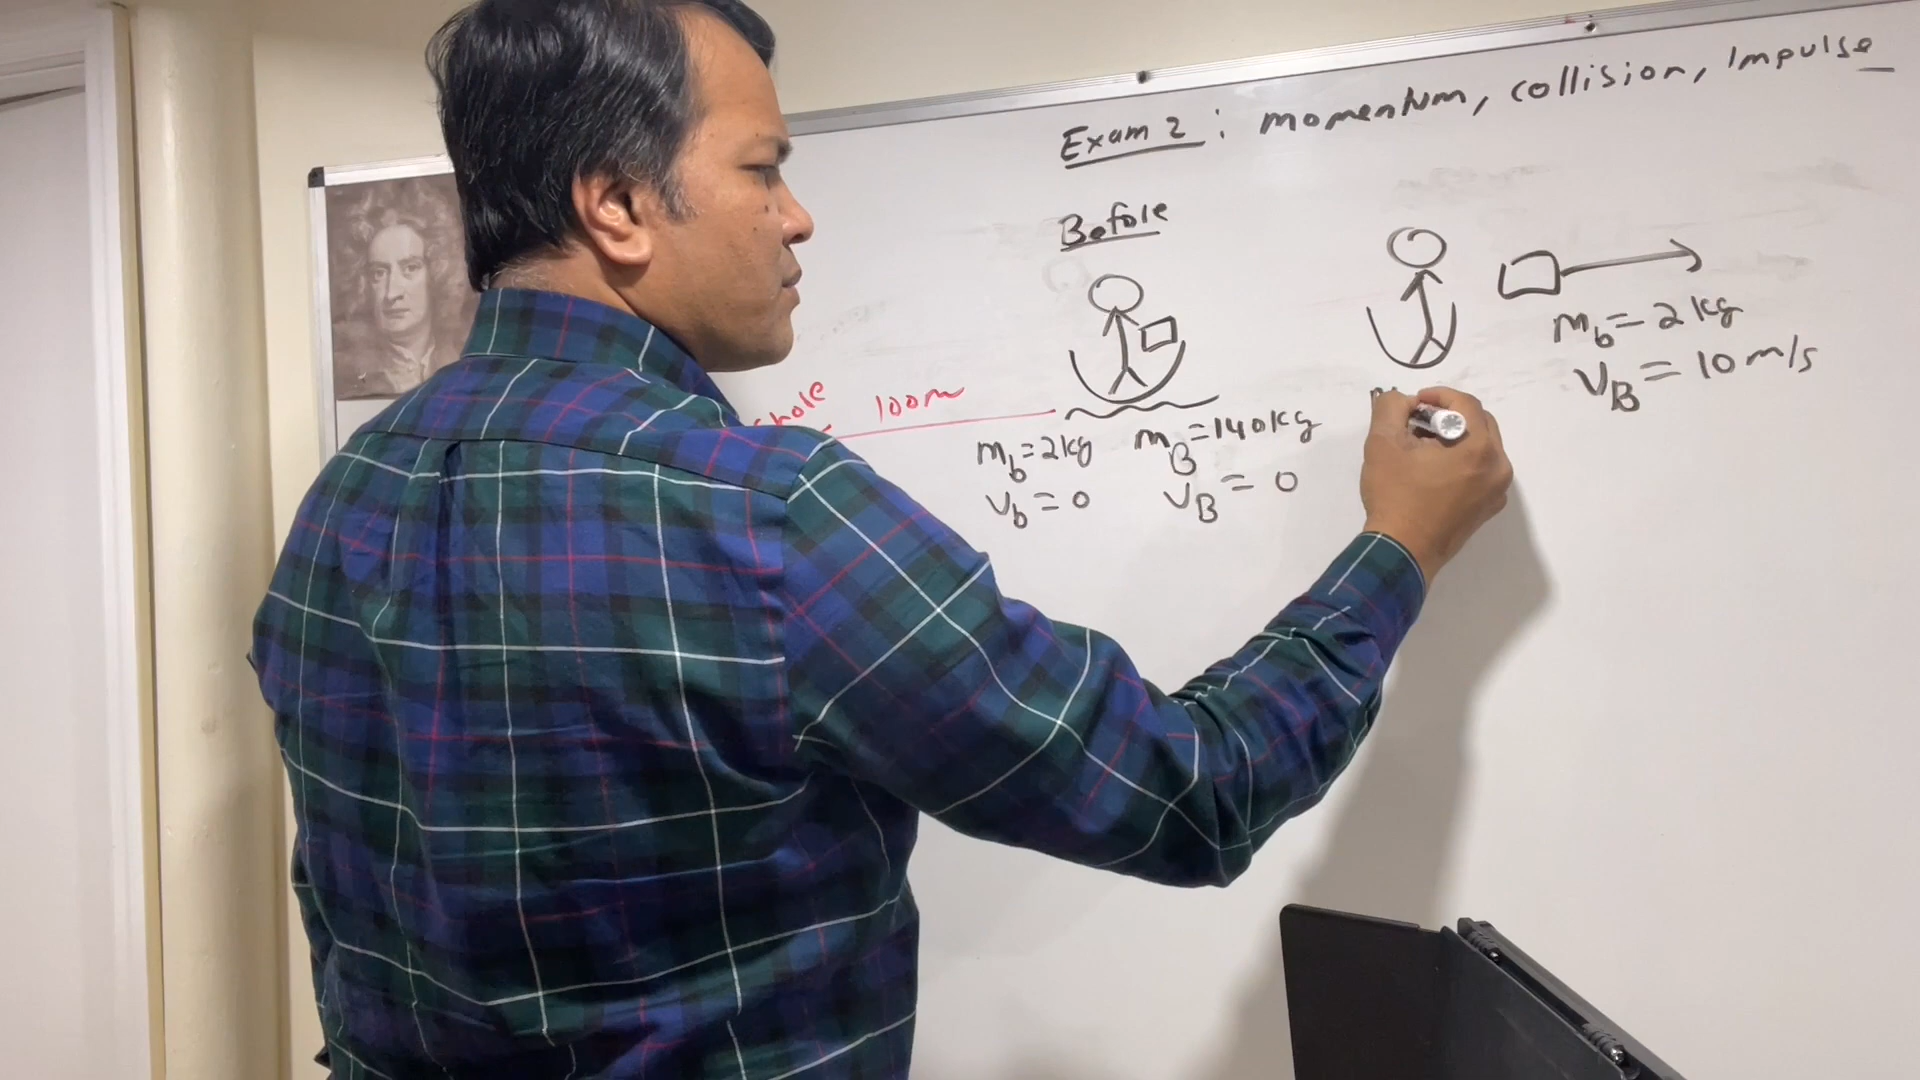 Exam 2 : momentum, collision, Impulse
Before
100m
m_b = 2kg m_B = 140kg
v_b = 0 v_B = 0
m_b = 2 kg
v_B = 10 m/s